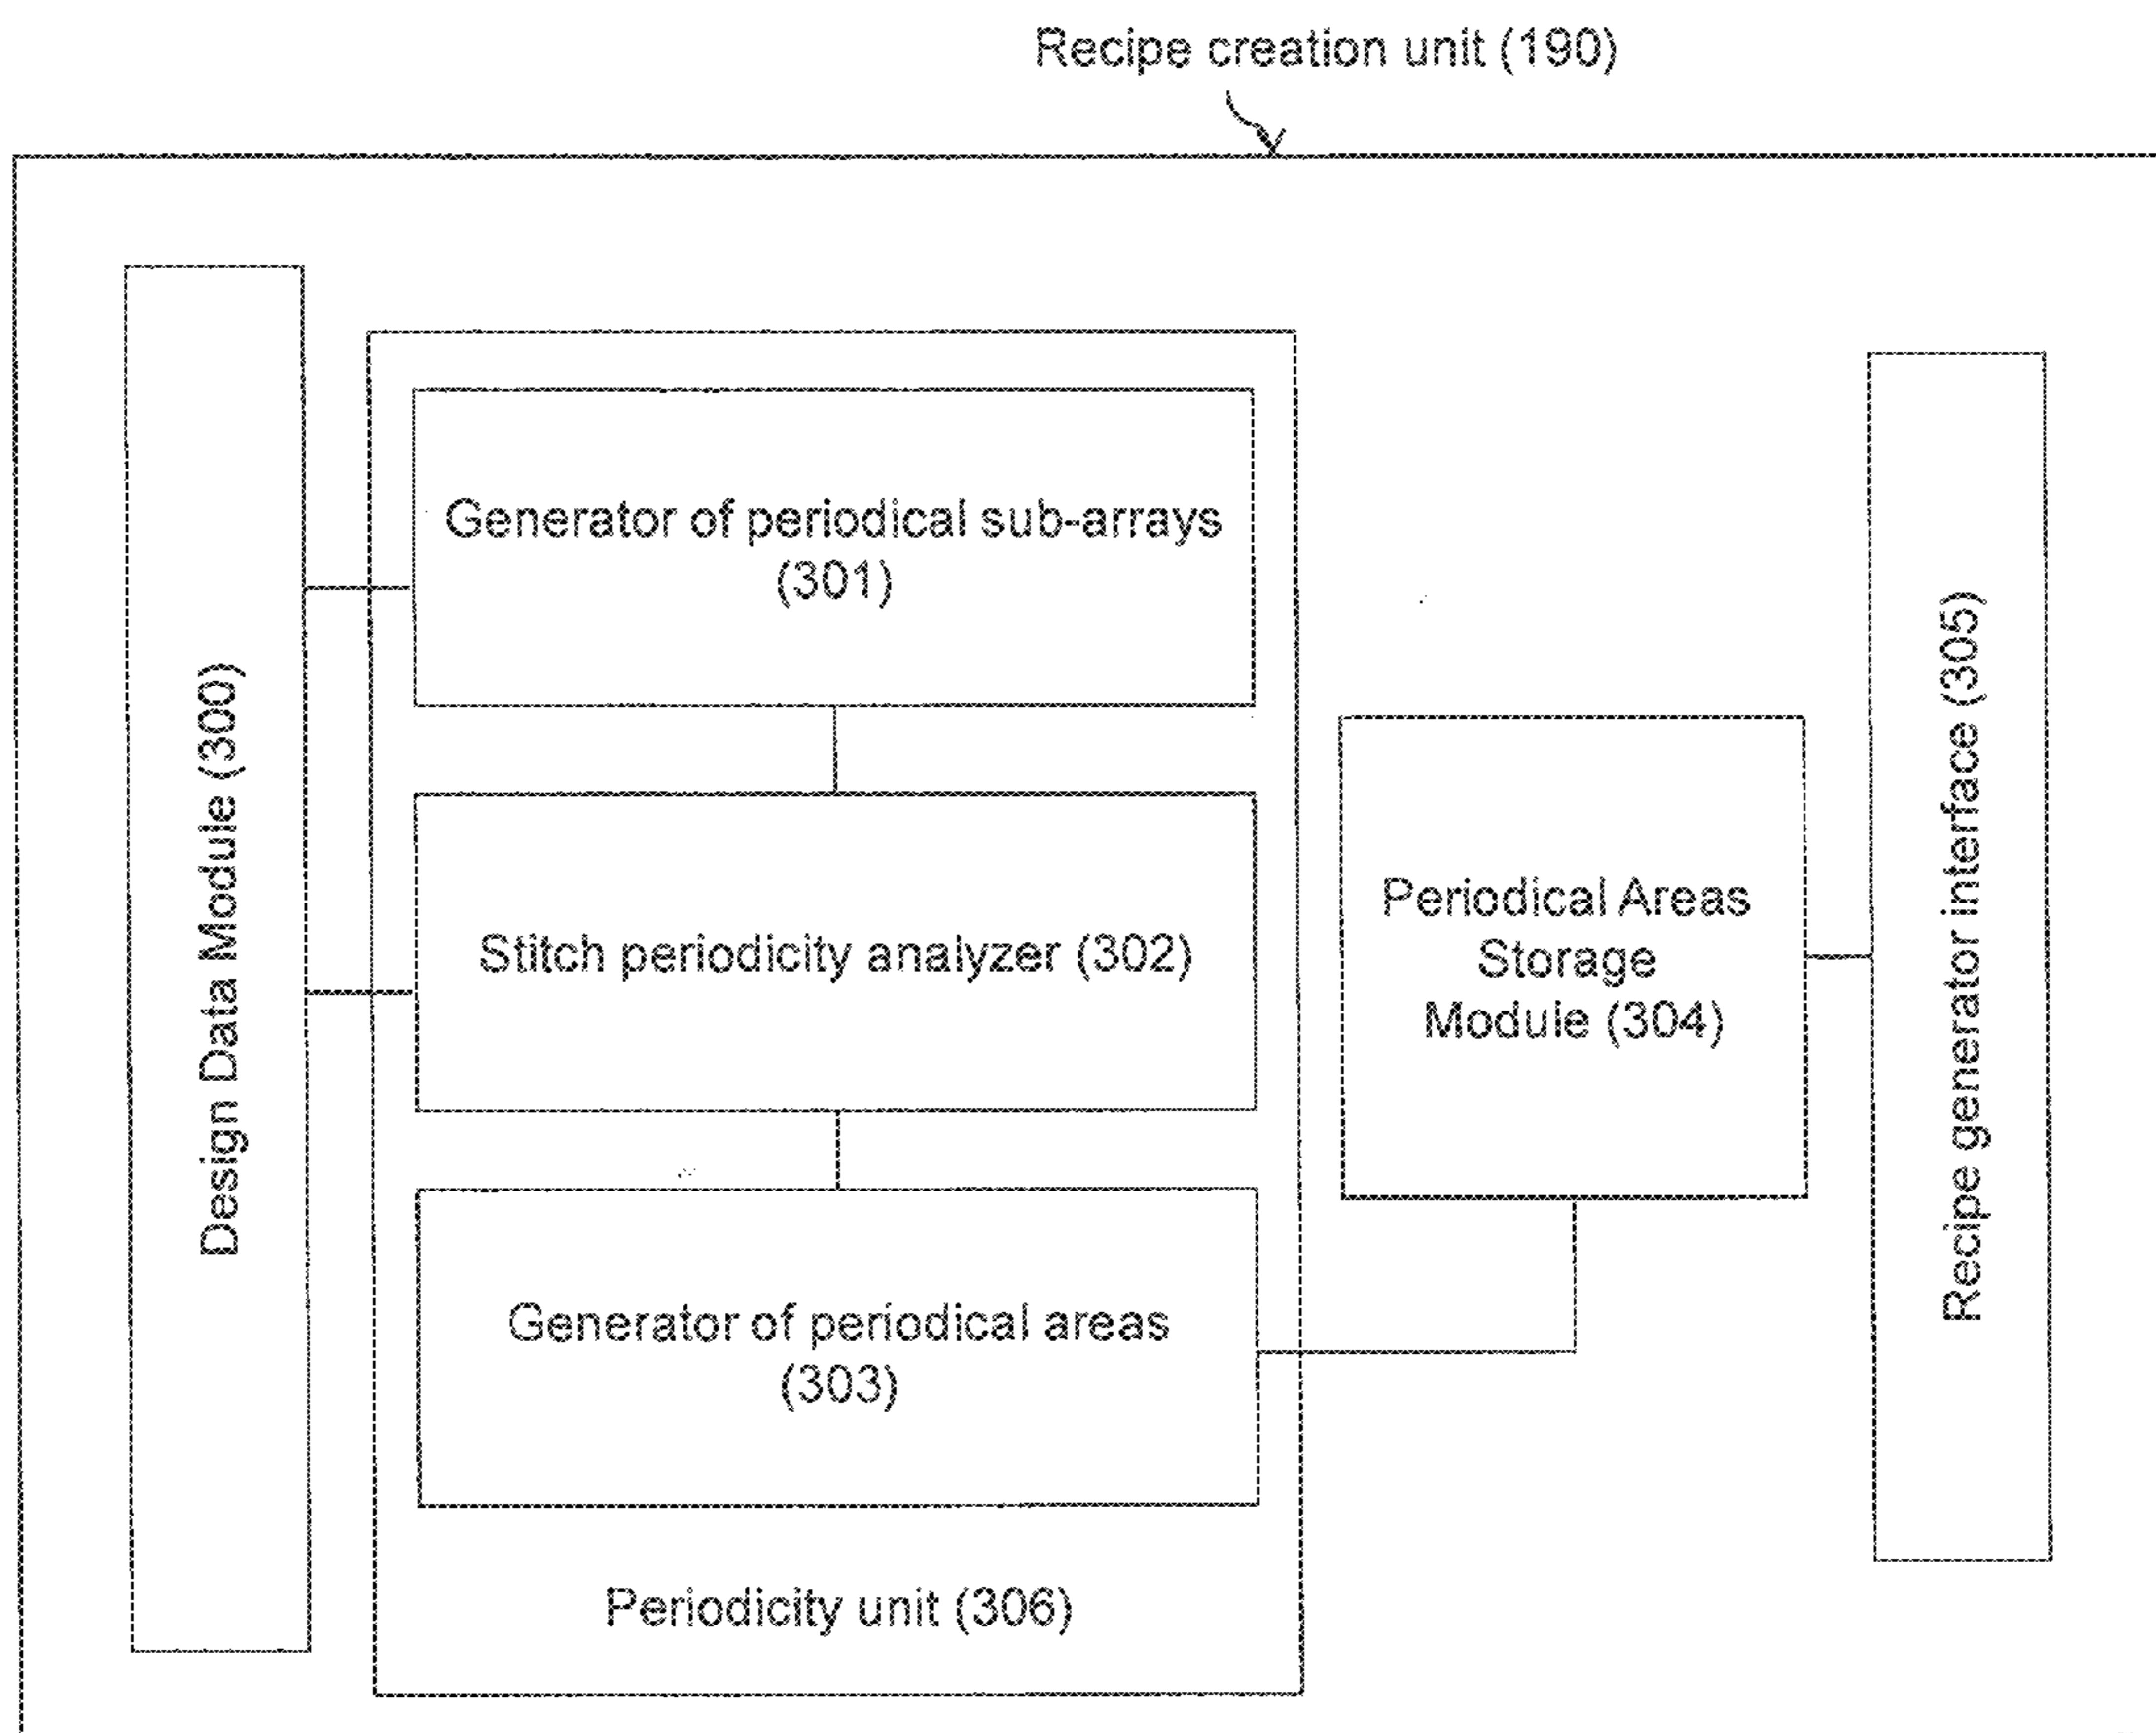 Recipe creation unit (190)
Design Data Module (300)
Generator of periodical sub-arrays
(301)
Stitch periodicity analyzer (302)
Generator of periodical areas
(303)
Periodicity unit (306)
Periodical Areas
Storage
Module (304)
Recipe generator interface (305)